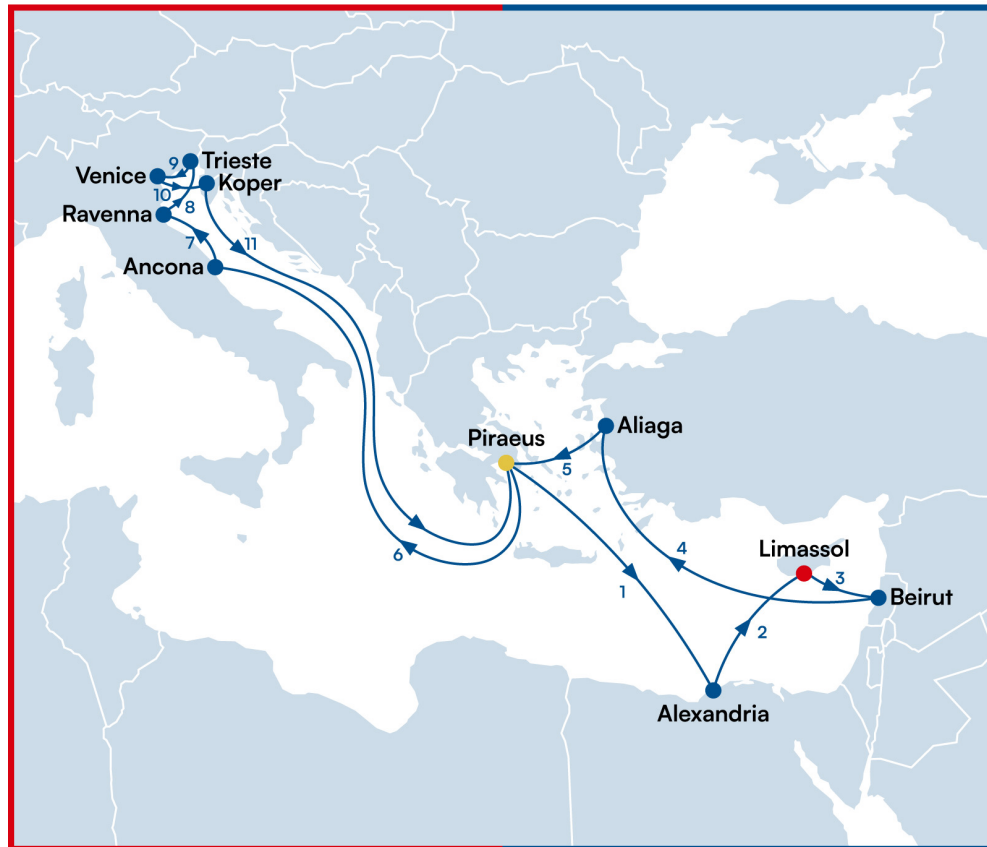 9
Trieste
Venice
Koper
10
8
Ravenna
7
11
Ancona
Piraeus
Aliaga
5
6
4
Limassol
3
1
Beirut
2
Alexandria